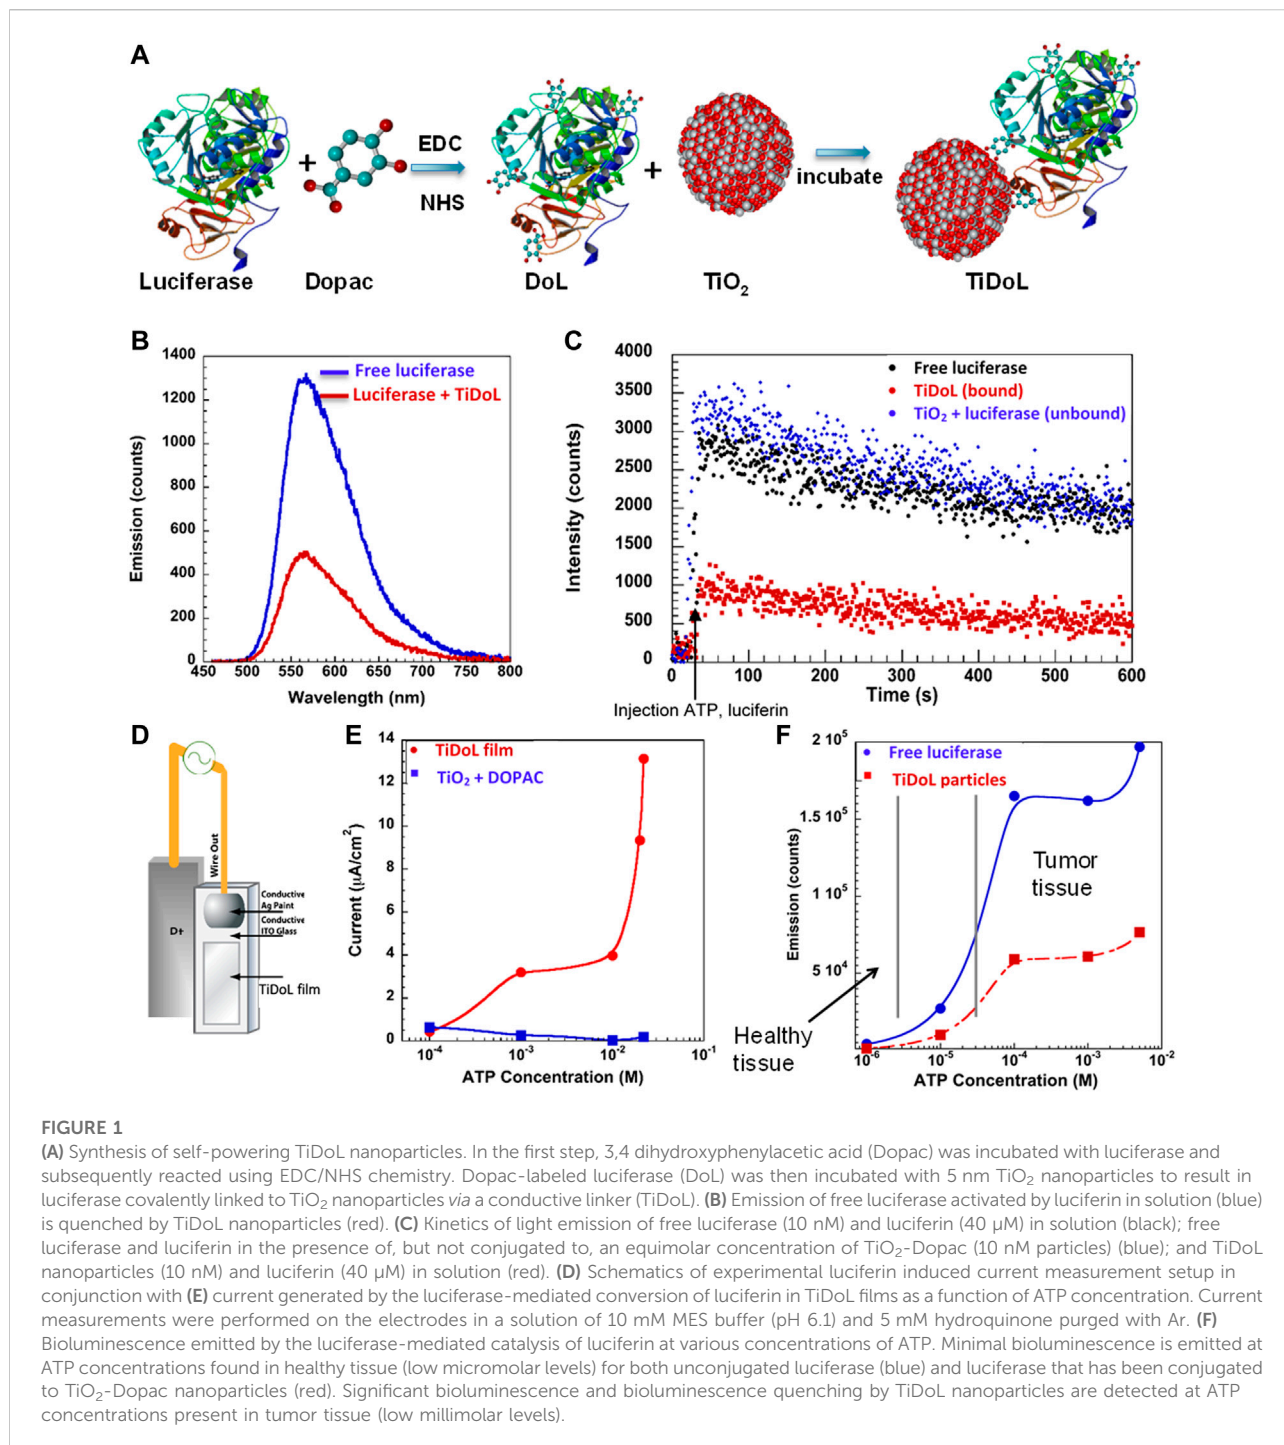 A
Luciferase
+
Dopac
EDC
NHS
DoL
+
TiO2
incubate
TiDoL
B
Free luciferase
Luciferase + TiDoL
Emission (counts)
1400
1200
1000
800
600
400
200
0
450 500 550 600 650 700 750 800
Wavelength (nm)
C
Free luciferase
TiDoL (bound)
TiO2 + luciferase (unbound)
Intensity (counts)
4000
3500
3000
2500
2000
1500
1000
500
0
0 100 200 300 400 500 600
Time (s)
Injection ATP, luciferin
D
Wire Out
Conductive
Ag Paint
Conductive
ITO Glass
TiDoL film
E
TiDoL film
TiO2 + DOPAC
Current (µA/cm2)
14
12
10
8
6
4
2
0
10-4 10-3 10-2 10-1
ATP Concentration (M)
F
Free luciferase
TiDoL particles
Emission (counts)
2 105
1.5 105
1 105
5 104
Tumor
tissue
Healthy
tissue
10-6 10-5 10-4 10-3 10-2
ATP Concentration (M)
FIGURE 1
(A) Synthesis of self-powering TiDoL nanoparticles. In the first step, 3,4 dihydroxyphenylacetic acid (Dopac) was incubated with luciferase and
subsequently reacted using EDC/NHS chemistry. Dopac-labeled luciferase (DoL) was then incubated with 5 nm TiO2 nanoparticles to result in
luciferase covalently linked to TiO2 nanoparticles via a conductive linker (TiDoL). (B) Emission of free luciferase activated by luciferin in solution (blue)
is quenched by TiDoL nanoparticles (red). (C) Kinetics of light emission of free luciferase (10 nM) and luciferin (40 µM) in solution (black); free
luciferase and luciferin in the presence of, but not conjugated to, an equimolar concentration of TiO2-Dopac (10 nM particles) (blue); and TiDoL
nanoparticles (10 nM) and luciferin (40 µM) in solution (red). (D) Schematics of experimental luciferin induced current measurement setup in
conjunction with (E) current generated by the luciferase-mediated conversion of luciferin in TiDoL films as a function of ATP concentration. Current
measurements were performed on the electrodes in a solution of 10 mM MES buffer (pH 6.1) and 5 mM hydroquinone purged with Ar. (F)
Bioluminescence emitted by the luciferase-mediated catalysis of luciferin at various concentrations of ATP. Minimal bioluminescence is emitted at
ATP concentrations found in healthy tissue (low micromolar levels) for both unconjugated luciferase (blue) and luciferase that has been conjugated
to TiO2-Dopac nanoparticles (red). Significant bioluminescence and bioluminescence quenching by TiDoL nanoparticles are detected at ATP
concentrations present in tumor tissue (low millimolar levels).